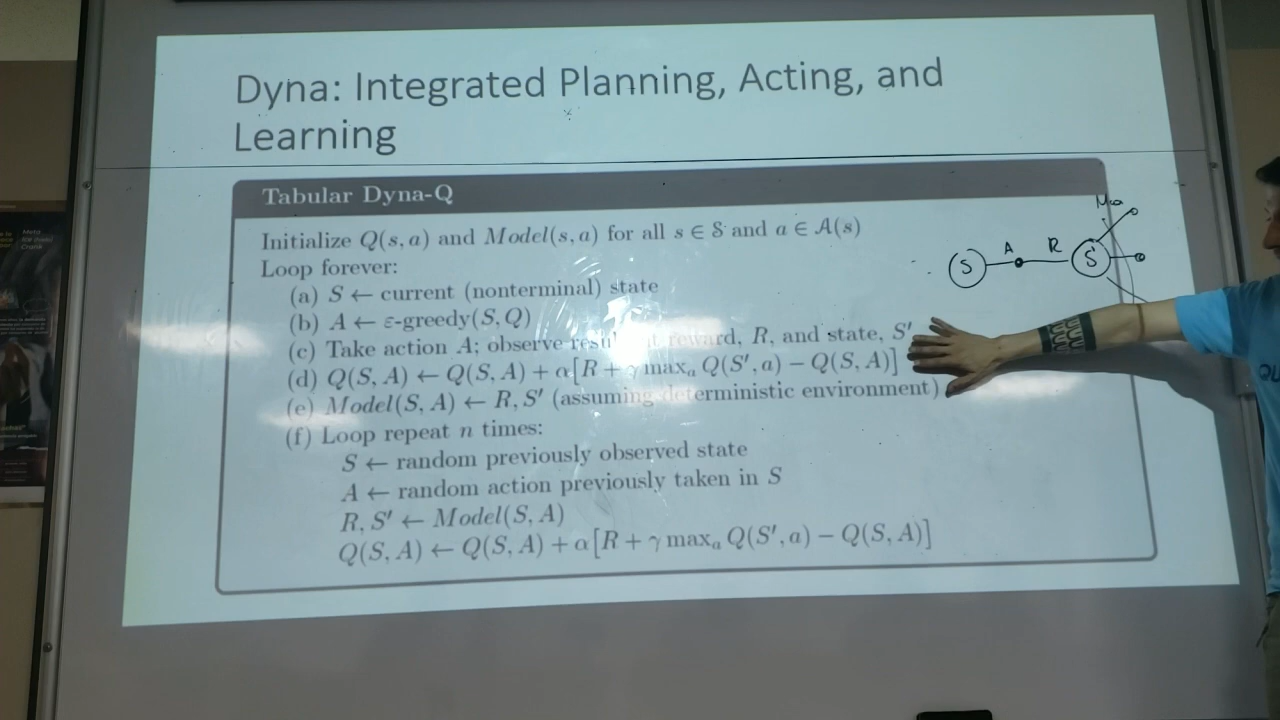 Dyna: Integrated Planning, Acting, and
Learning
Tabular Dyna-Q
Initialize Q(s, a) and Model(s, a) for all s ∈ S and a ∈ A(s)
Loop forever:
(a) S ← current (nonterminal) state
(b) A ← ε-greedy(S, Q)
(c) Take action A; observe reward, R, and state, S′
(d) Q(S, A) ← Q(S, A) + α[R + γ maxₐ Q(S′, a) − Q(S, A)]
(e) Model(S, A) ← R, S′ (assuming deterministic environment)
(f) Loop repeat n times:
S ← random previously observed state
A ← random action previously taken in S
R, S′ ← Model(S, A)
Q(S, A) ← Q(S, A) + α[R + γ maxₐ Q(S′, a) − Q(S, A)]
S A R S'